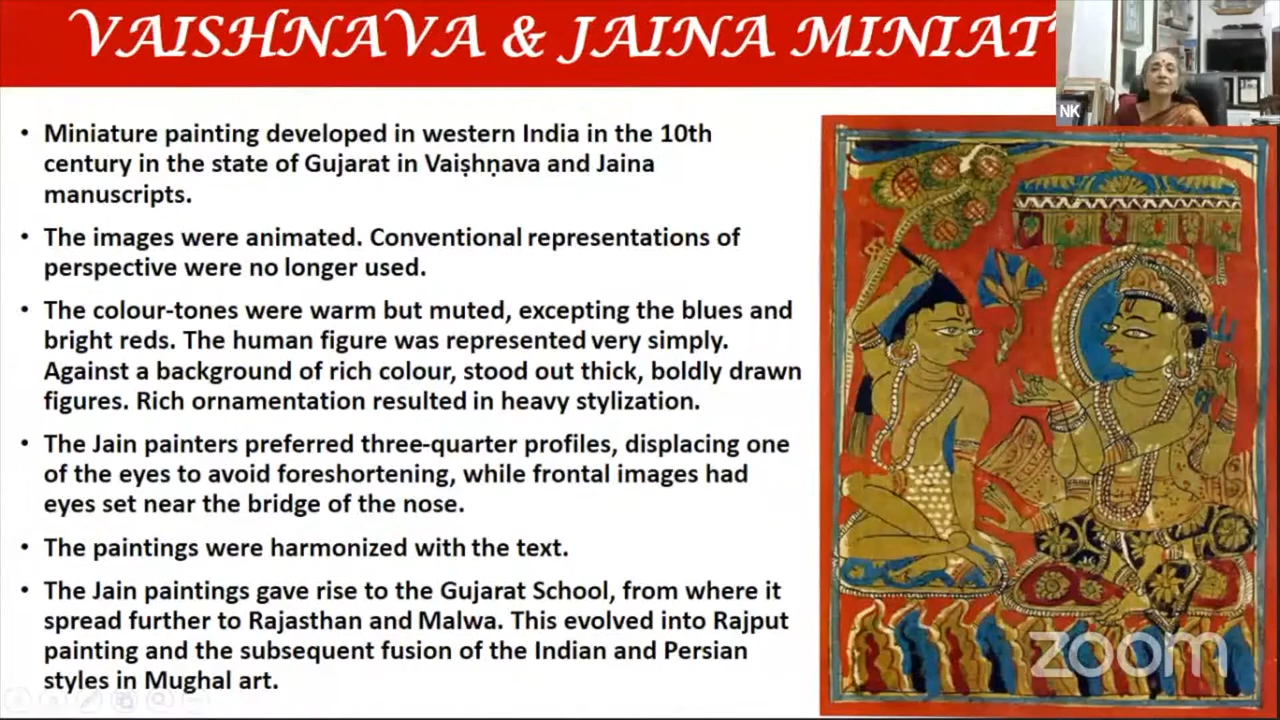 VAISHNAVA & JAINA MINIAT
NK
• Miniature painting developed in western India in the 10th
century in the state of Gujarat in Vaiṣhṇava and Jaina
manuscripts.
• The images were animated. Conventional representations of
perspective were no longer used.
• The colour-tones were warm but muted, excepting the blues and
bright reds. The human figure was represented very simply.
Against a background of rich colour, stood out thick, boldly drawn
figures. Rich ornamentation resulted in heavy stylization.
• The Jain painters preferred three-quarter profiles, displacing one
of the eyes to avoid foreshortening, while frontal images had
eyes set near the bridge of the nose.
• The paintings were harmonized with the text.
• The Jain paintings gave rise to the Gujarat School, from where it
spread further to Rajasthan and Malwa. This evolved into Rajput
painting and the subsequent fusion of the Indian and Persian
styles in Mughal art.
zoom